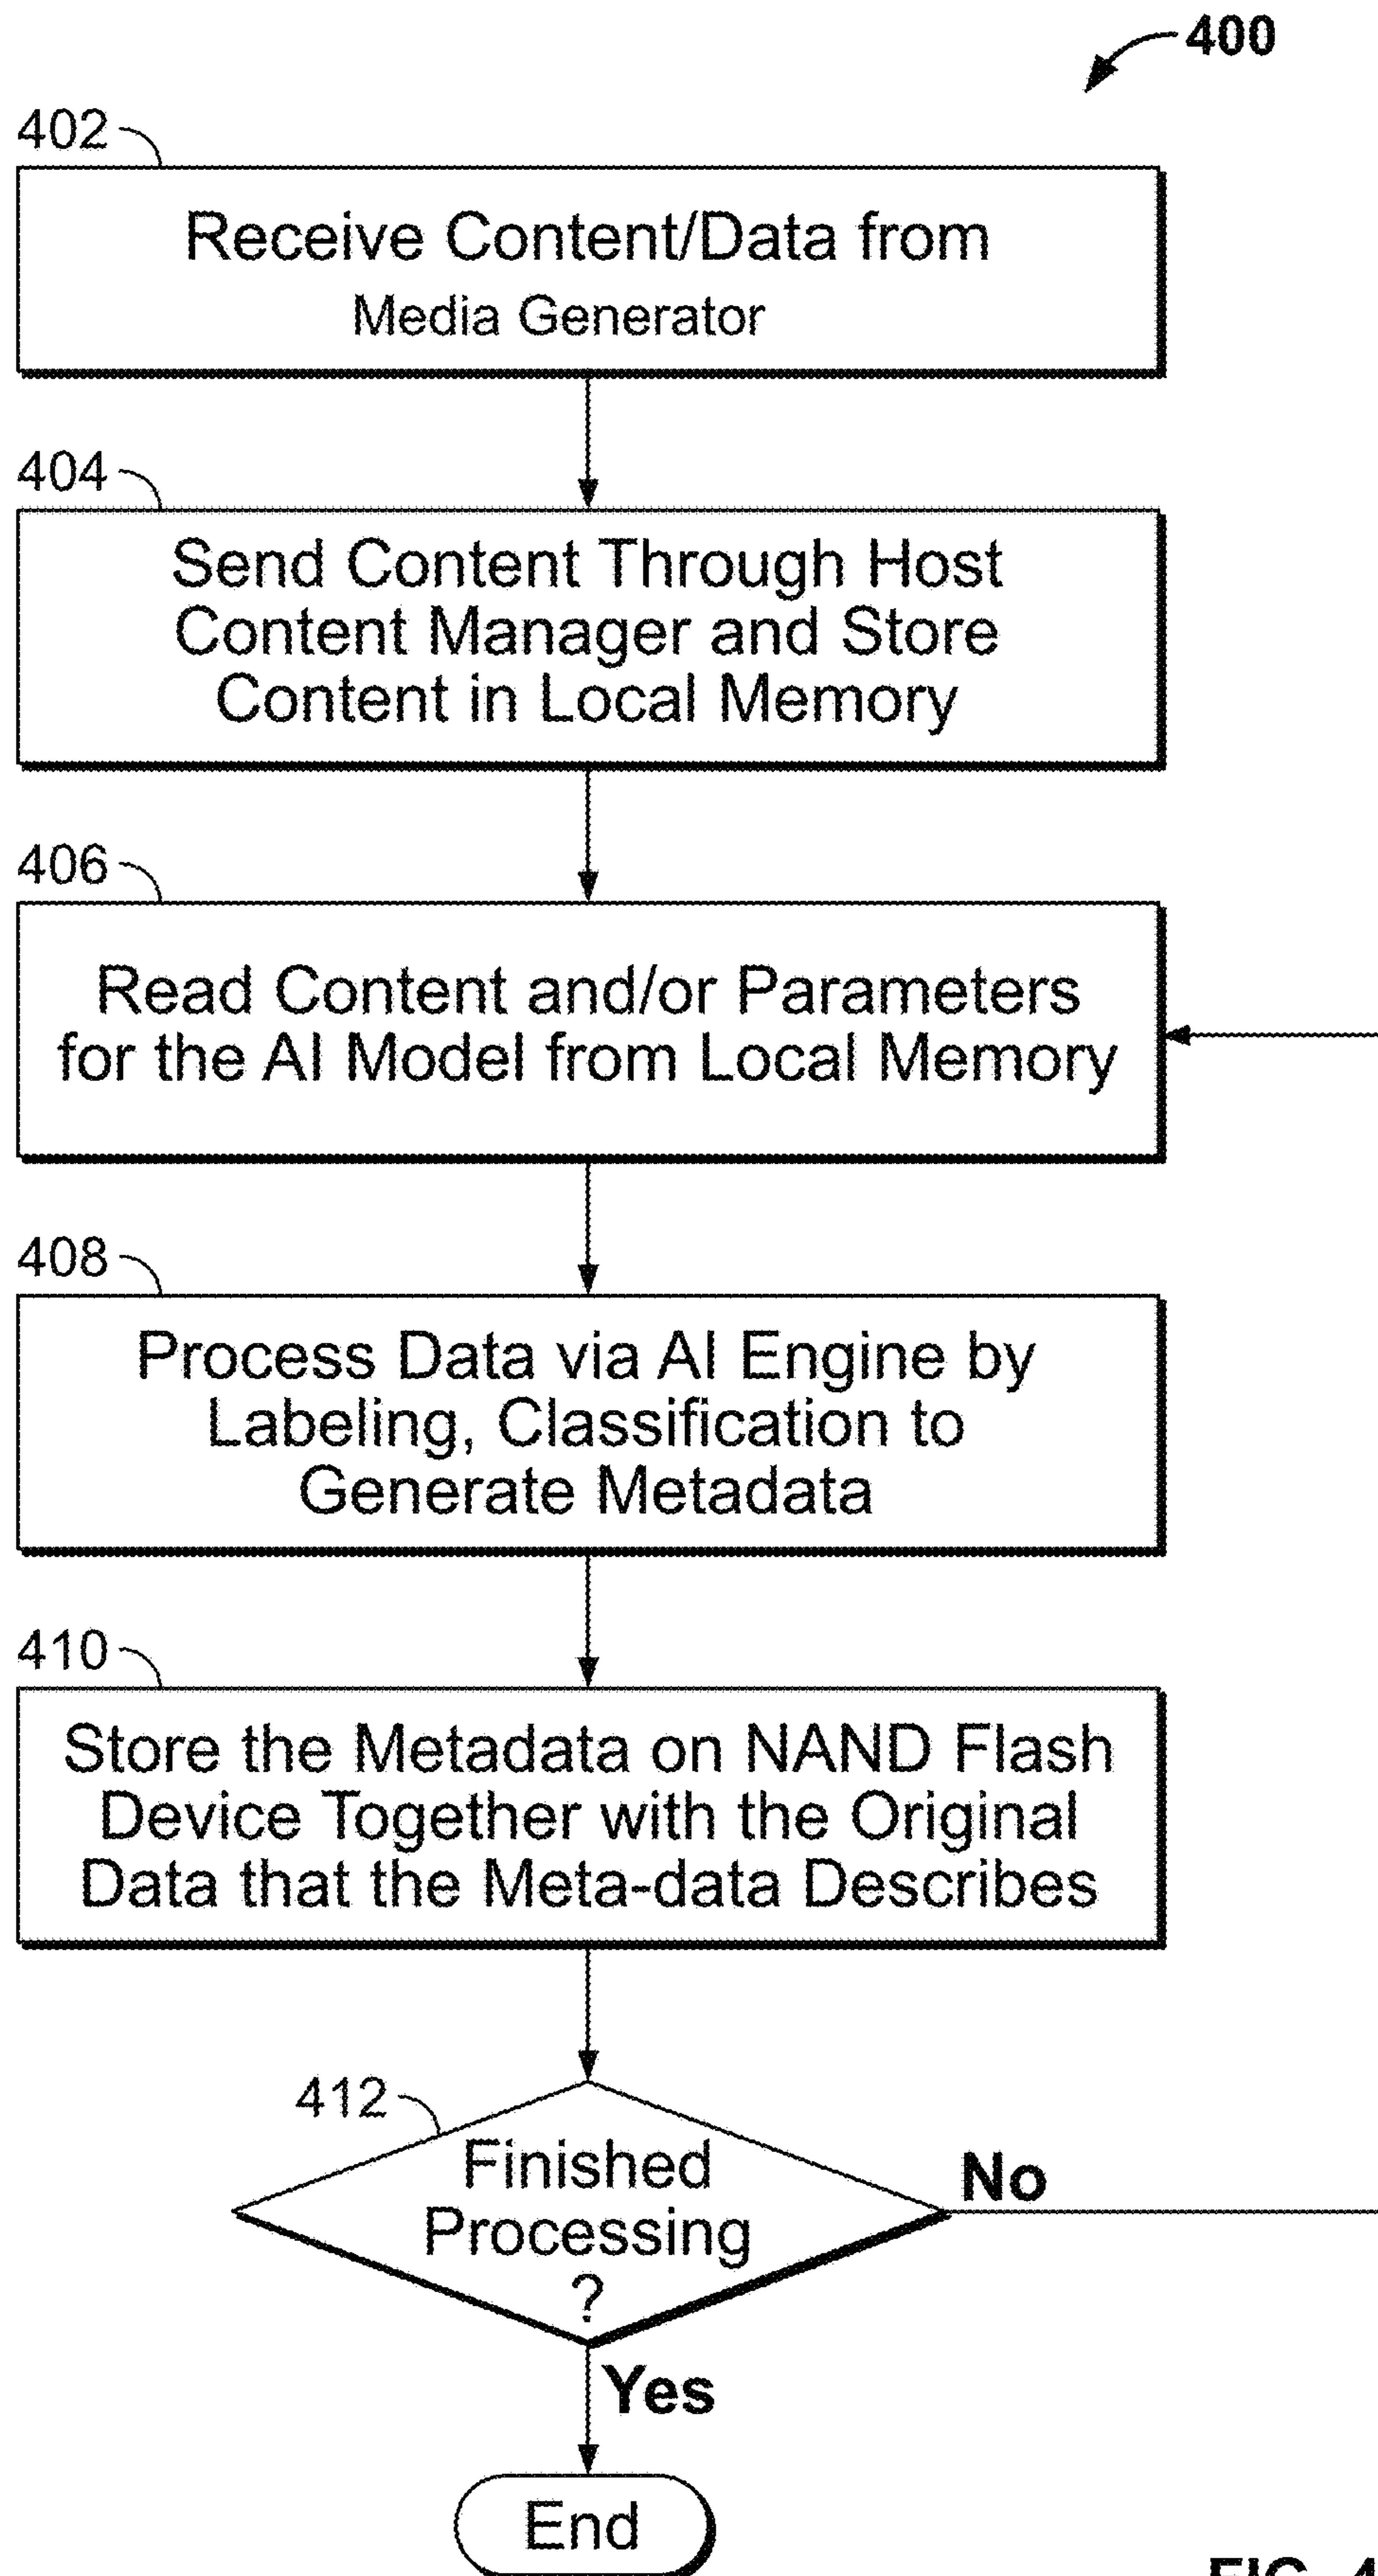 400
402
Receive Content/Data from
Media Generator
404
Send Content Through Host
Content Manager and Store
Content in Local Memory
406
Read Content and/or Parameters
for the AI Model from Local Memory
408
Process Data via AI Engine by
Labeling, Classification to
Generate Metadata
410
Store the Metadata on NAND Flash
Device Together with the Original
Data that the Meta-data Describes
412
Finished
Processing
?
No
Yes
End
FIG. 4